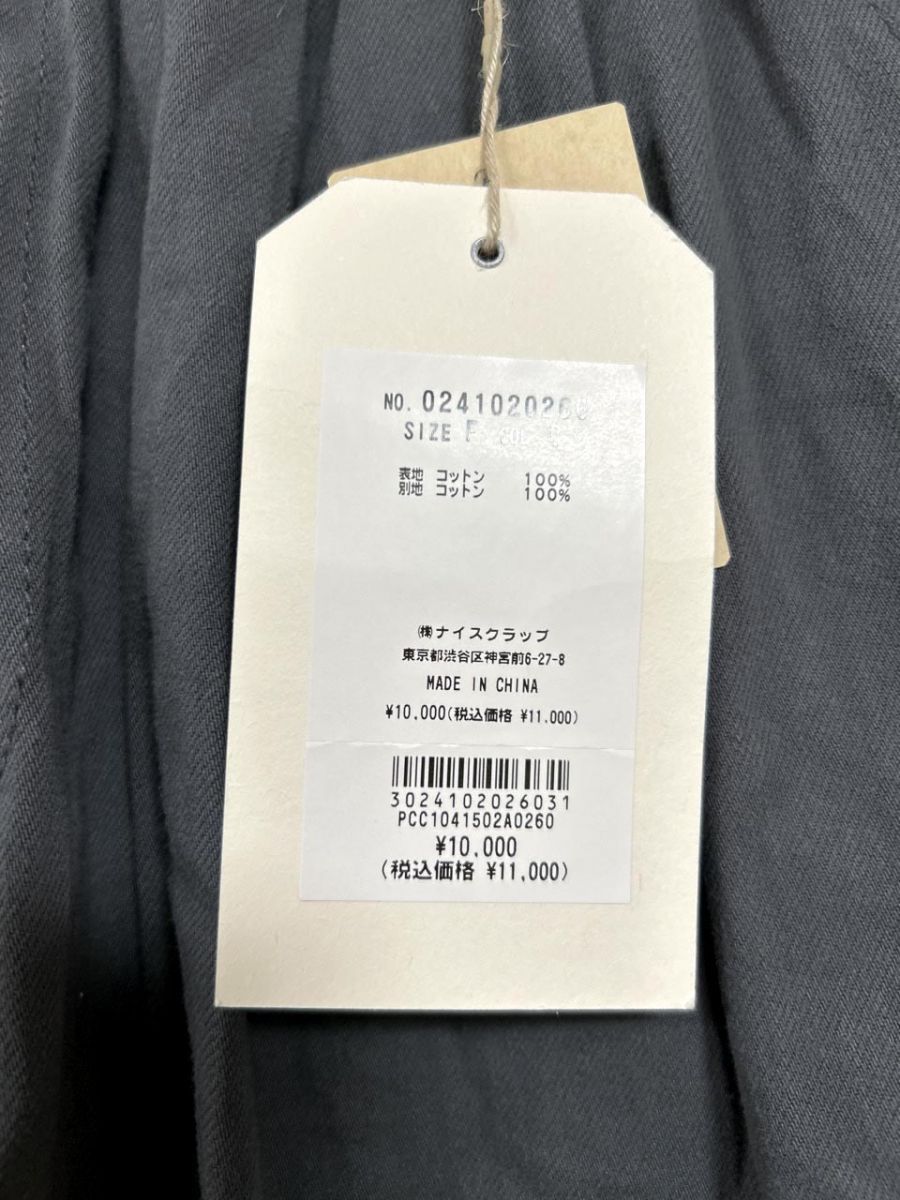 NO. 0241020260
SIZE F COL
表地 コットン 100%
別地 コットン 100%
㈱ナイスクラップ
東京都渋谷区神宮前6-27-8
MADE IN CHINA
¥10,000(税込価格 ¥11,000)
3024102026031
PCC1041502A0260
¥10,000
(税込価格 ¥11,000)